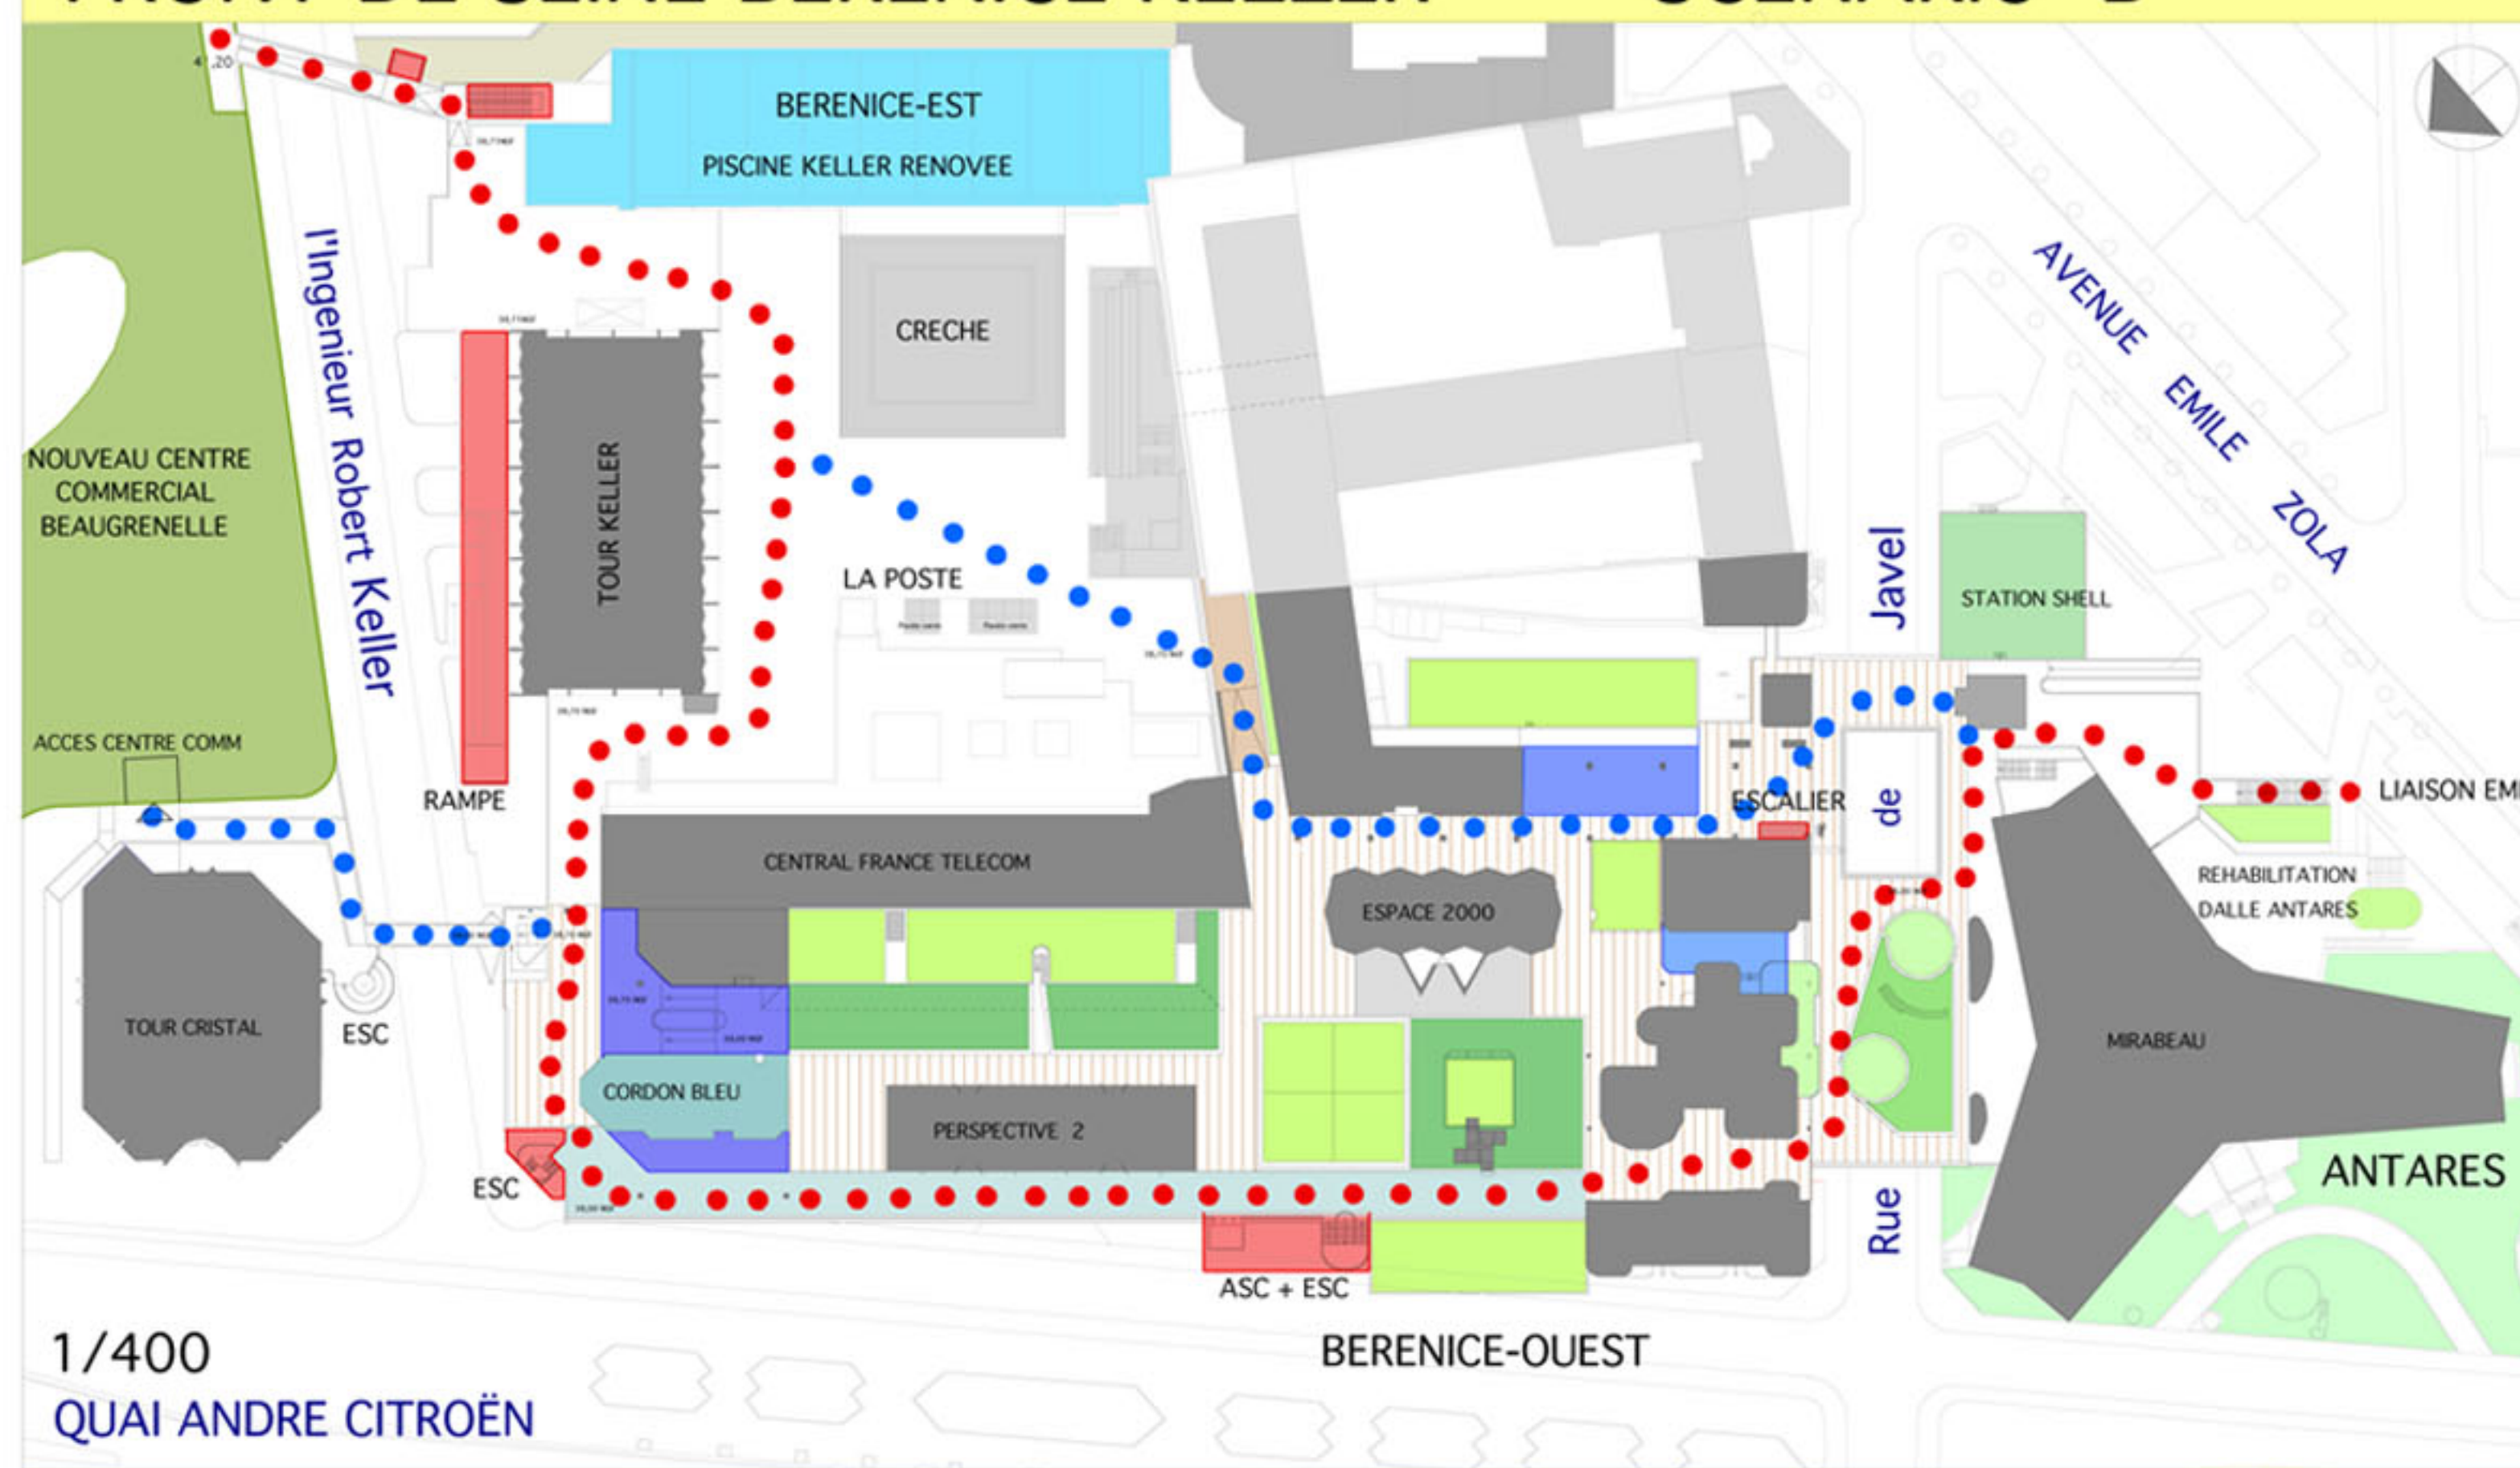 BERENICE-EST
PISCINE KELLER RENOVEE
l'Ingenieur Robert Keller
CRECHE
AVENUE EMILE ZOLA
NOUVEAU CENTRE
COMMERCIAL
BEAUGRENELLE
TOUR KELLER
LA POSTE
Javel
STATION SHELL
ACCES CENTRE COMM
RAMPE
ESCALIER
de
LIAISON EM
CENTRAL FRANCE TELECOM
ESPACE 2000
REHABILITATION
DALLE ANTARES
TOUR CRISTAL
ESC
MIRABEAU
CORDON BLEU
PERSPECTIVE 2
ANTARES
ESC
Rue
ASC + ESC
1/400
BERENICE-OUEST
QUAI ANDRE CITROËN